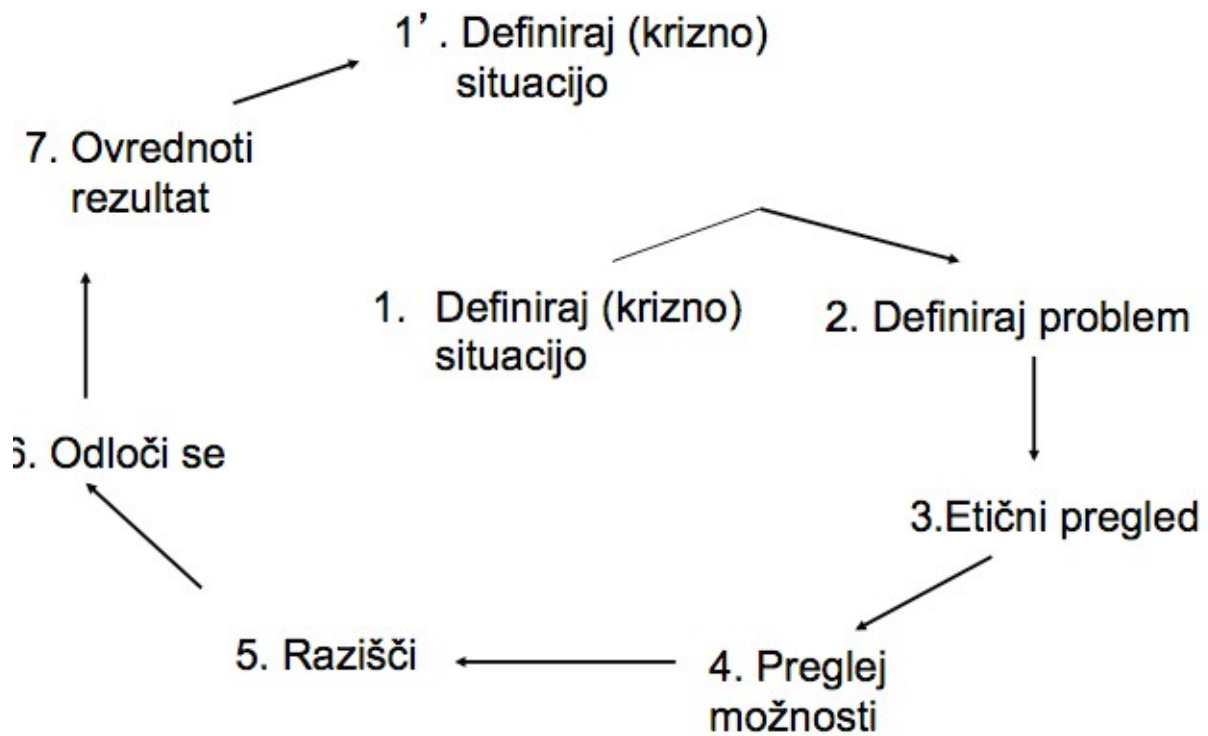 1’. Definiraj (krizno)
situacijo
7. Ovrednoti
rezultat
1. Definiraj (krizno)
situacijo
2. Definiraj problem
6. Odloči se
3.Etični pregled
5. Razišči
4. Preglej
možnosti